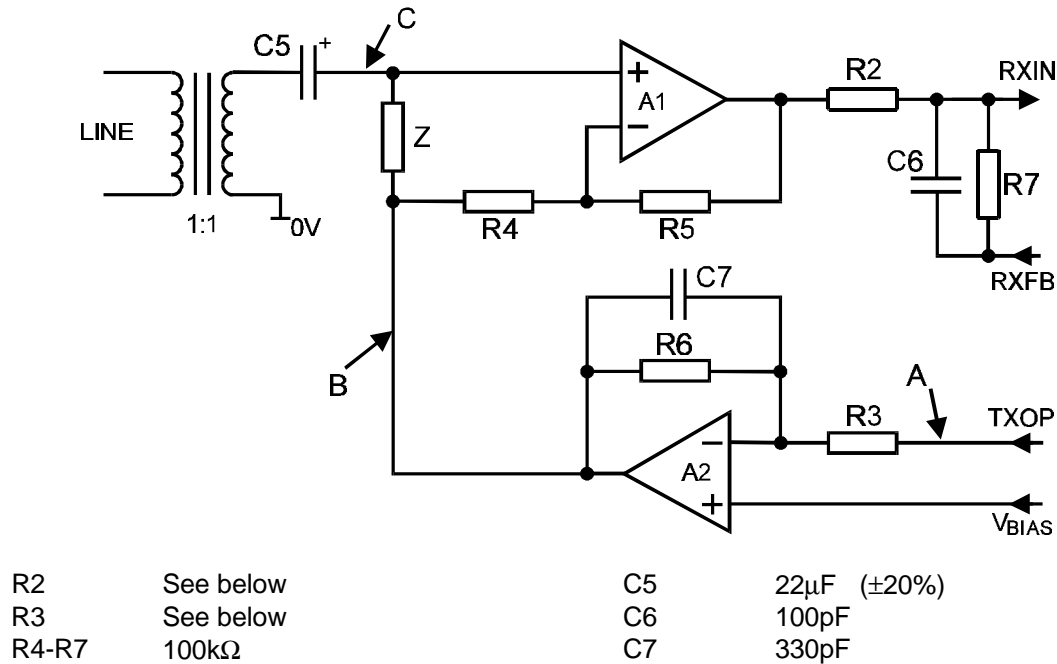 C
C5
+
LINE
1:1
0V
Z
+
A1
−
R4
R5
R2
RXIN
C6
R7
RXFB
C7
R6
B
A
R3
TXOP
−
A2
+
VBIAS
R2 See below C5 22μF (±20%)
R3 See below C6 100pF
R4-R7 100kΩ C7 330pF